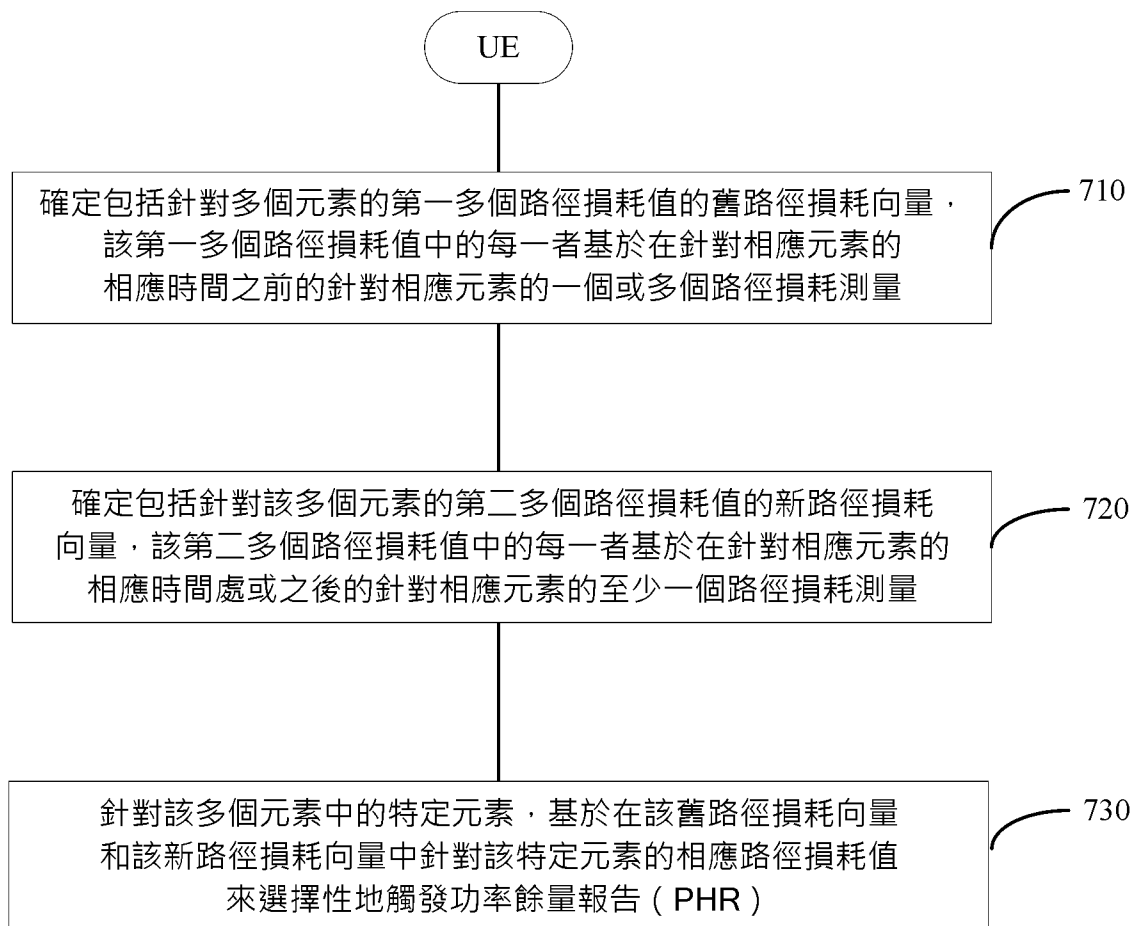 UE
確定包括針對多個元素的第一多個路徑損耗值的舊路徑損耗向量，
該第一多個路徑損耗值中的每一者基於在針對相應元素的
相應時間之前的針對相應元素的一個或多個路徑損耗測量
710
確定包括針對該多個元素的第二多個路徑損耗值的新路徑損耗
向量，該第二多個路徑損耗值中的每一者基於在針對相應元素的
相應時間處或之後的針對相應元素的至少一個路徑損耗測量
720
針對該多個元素中的特定元素，基於在該舊路徑損耗向量
和該新路徑損耗向量中針對該特定元素的相應路徑損耗值
來選擇性地觸發功率餘量報告（PHR）
730